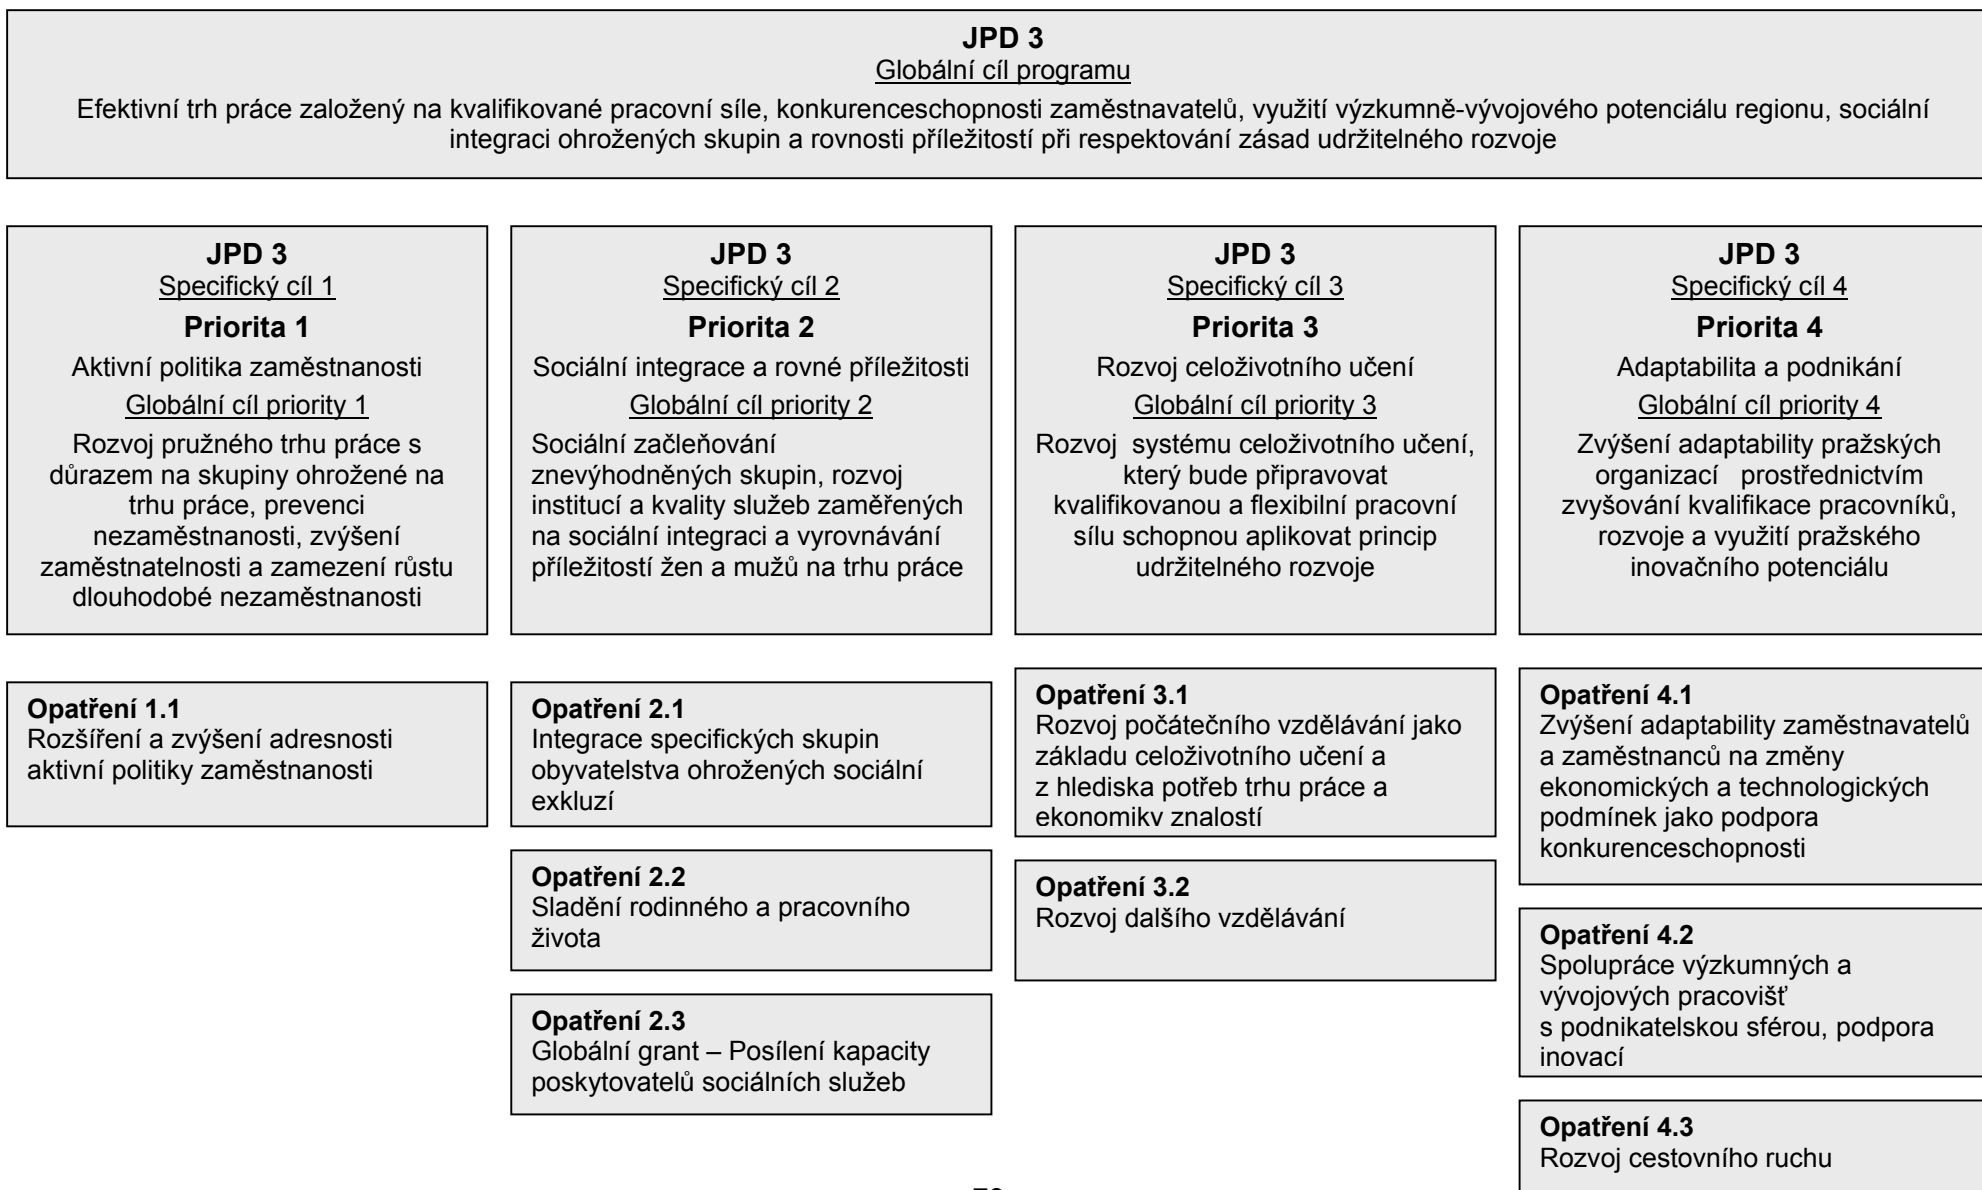 JPD 3
Globální cíl programu
Efektivní trh práce založený na kvalifikované pracovní síle, konkurenceschopnosti zaměstnavatelů, využití výzkumně-vývojového potenciálu regionu, sociální
integraci ohrožených skupin a rovnosti příležitostí při respektování zásad udržitelného rozvoje
JPD 3
Specifický cíl 1
Priorita 1
Aktivní politika zaměstnanosti
Globální cíl priority 1
Rozvoj pružného trhu práce s
důrazem na skupiny ohrožené na
trhu práce, prevenci
nezaměstnanosti, zvýšení
zaměstnatelnosti a zamezení růstu
dlouhodobé nezaměstnanosti
JPD 3
Specifický cíl 2
Priorita 2
Sociální integrace a rovné příležitosti
Globální cíl priority 2
Sociální začleňování
znevýhodněných skupin, rozvoj
institucí a kvality služeb zaměřených
na sociální integraci a vyrovnávání
příležitostí žen a mužů na trhu práce
JPD 3
Specifický cíl 3
Priorita 3
Rozvoj celoživotního učení
Globální cíl priority 3
Rozvoj systému celoživotního učení,
který bude připravovat
kvalifikovanou a flexibilní pracovní
sílu schopnou aplikovat princip
udržitelného rozvoje
JPD 3
Specifický cíl 4
Priorita 4
Adaptabilita a podnikání
Globální cíl priority 4
Zvýšení adaptability pražských
organizací prostřednictvím
zvyšování kvalifikace pracovníků,
rozvoje a využití pražského
inovačního potenciálu
Opatření 1.1
Rozšíření a zvýšení adresnosti
aktivní politiky zaměstnanosti
Opatření 2.1
Integrace specifických skupin
obyvatelstva ohrožených sociální
exkluzí
Opatření 2.2
Sladění rodinného a pracovního
života
Opatření 2.3
Globální grant – Posílení kapacity
poskytovatelů sociálních služeb
Opatření 3.1
Rozvoj počátečního vzdělávání jako
základu celoživotního učení a
z hlediska potřeb trhu práce a
ekonomiky znalostí
Opatření 3.2
Rozvoj dalšího vzdělávání
Opatření 4.1
Zvýšení adaptability zaměstnavatelů
a zaměstnanců na změny
ekonomických a technologických
podmínek jako podpora
konkurenceschopnosti
Opatření 4.2
Spolupráce výzkumných a
vývojových pracovišť
s podnikatelskou sférou, podpora
inovací
Opatření 4.3
Rozvoj cestovního ruchu